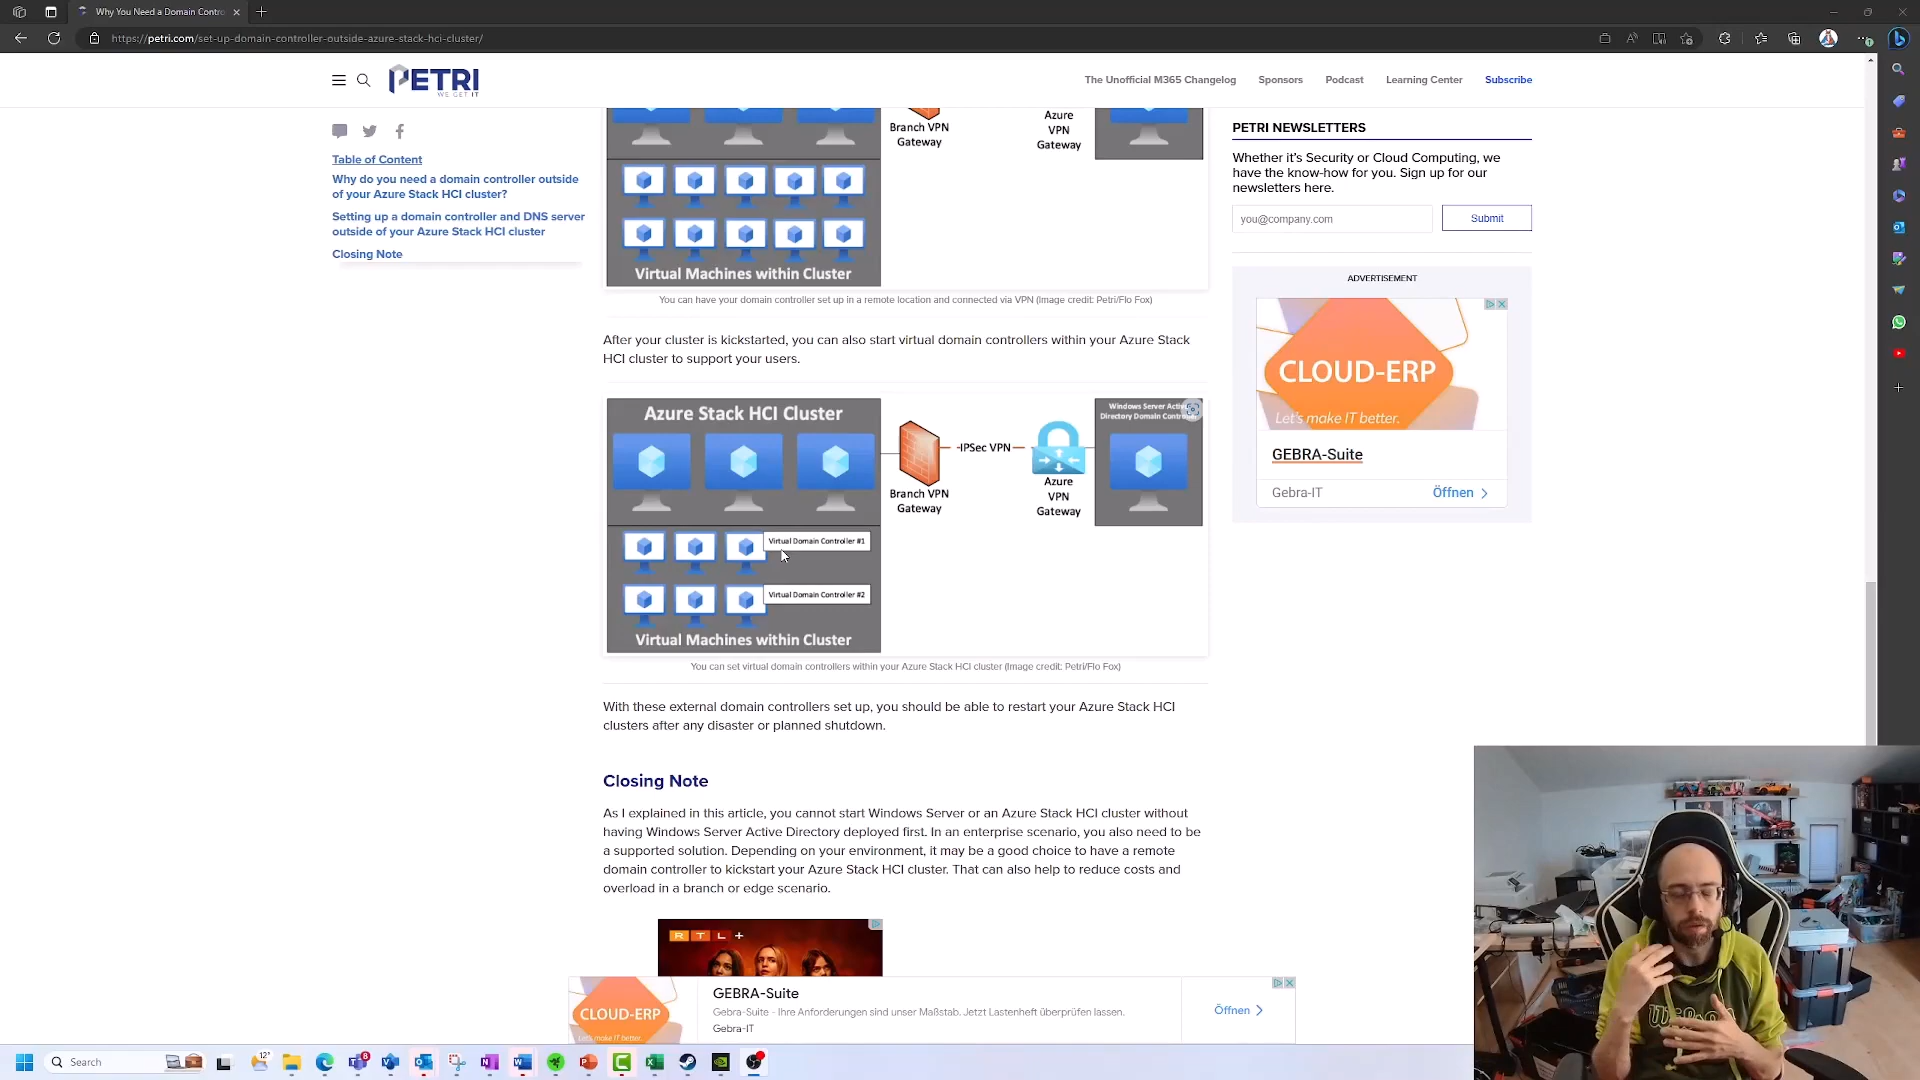 Why You Need a Domain Contro
https://petri.com/set-up-domain-controller-outside-azure-stack-hci-cluster/
PETRI
WE GET IT
The Unofficial M365 Changelog
Sponsors
Podcast
Learning Center
Subscribe
Table of Content
Why do you need a domain controller outside
of your Azure Stack HCI cluster?
Setting up a domain controller and DNS server
outside of your Azure Stack HCI cluster
Closing Note
Branch VPN
Gateway
Azure
VPN
Gateway
Virtual Machines within Cluster
You can have your domain controller set up in a remote location and connected via VPN (Image credit: Petri/Flo Fox)
After your cluster is kickstarted, you can also start virtual domain controllers within your Azure Stack
HCI cluster to support your users.
Azure Stack HCI Cluster
Branch VPN
Gateway
-IPSec VPN
Azure
VPN
Gateway
Windows Server Active
Directory Domain Contro
Virtual Domain Controller #1
Virtual Domain Controller #2
Virtual Machines within Cluster
You can set virtual domain controllers within your Azure Stack HCI cluster (Image credit: Petri/Flo Fox)
With these external domain controllers set up, you should be able to restart your Azure Stack HCI
clusters after any disaster or planned shutdown.
Closing Note
As I explained in this article, you cannot start Windows Server or an Azure Stack HCI cluster without
having Windows Server Active Directory deployed first. In an enterprise scenario, you also need to be
a supported solution. Depending on your environment, it may be a good choice to have a remote
domain controller to kickstart your Azure Stack HCI cluster. That can also help to reduce costs and
overload in a branch or edge scenario.
PETRI NEWSLETTERS
Whether it's Security or Cloud Computing, we
have the know-how for you. Sign up for our
newsletters here.
you@company.com
Submit
ADVERTISEMENT
CLOUD-ERP
Let's make IT better.
GEBRA-Suite
Gebra-IT
Öffnen
RTL+
CLOUD-ERP
Let's make IT better.
GEBRA-Suite
Gebra-Suite - Ihre Anforderungen sind unser Maßstab. Jetzt Lastenheft überprüfen lassen.
Gebra-IT
Öffnen
Search
12°
8